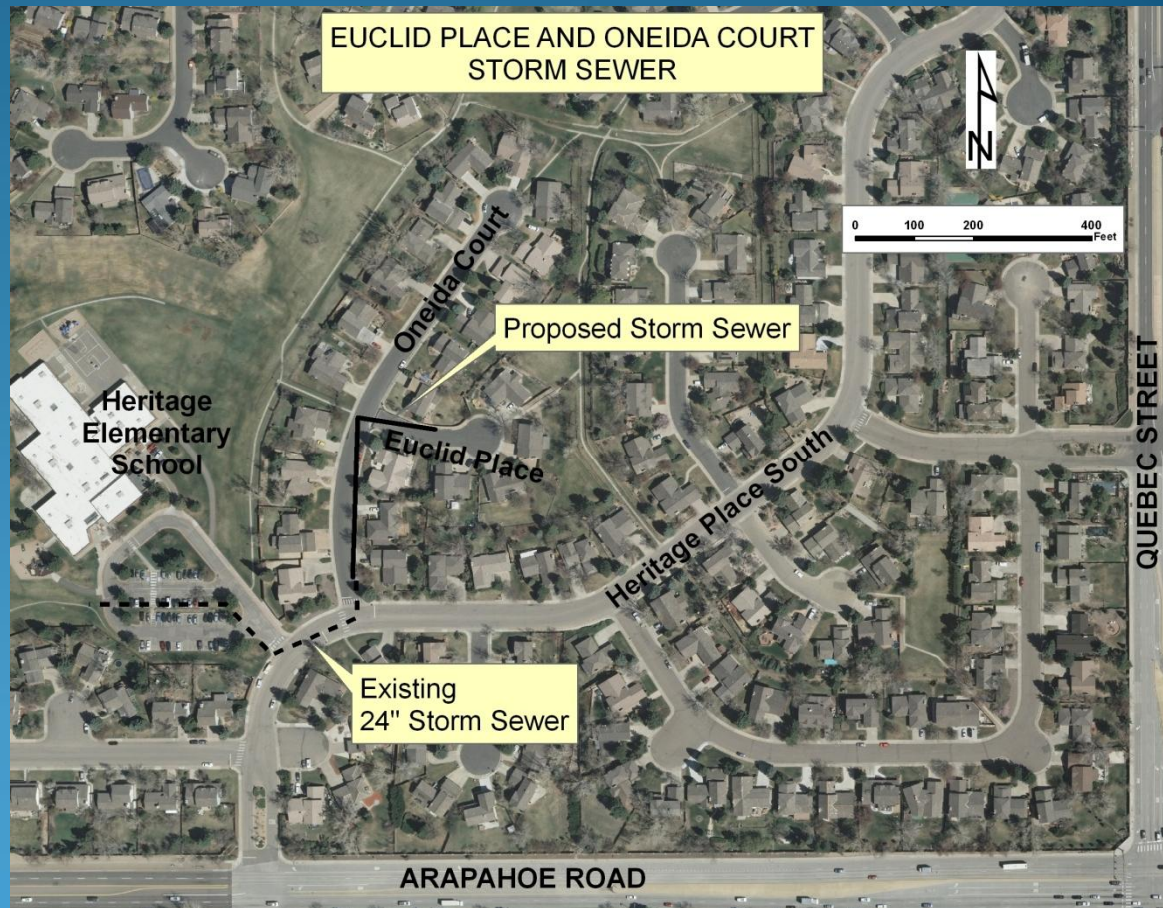 EUCLID PLACE AND ONEIDA COURT
STORM SEWER
N
0 100 200 400
Feet
Oneida Court
Proposed Storm Sewer
Heritage
Elementary
School
Euclid Place
Heritage Place South
QUEBEC STREET
Existing
24" Storm Sewer
ARAPAHOE ROAD